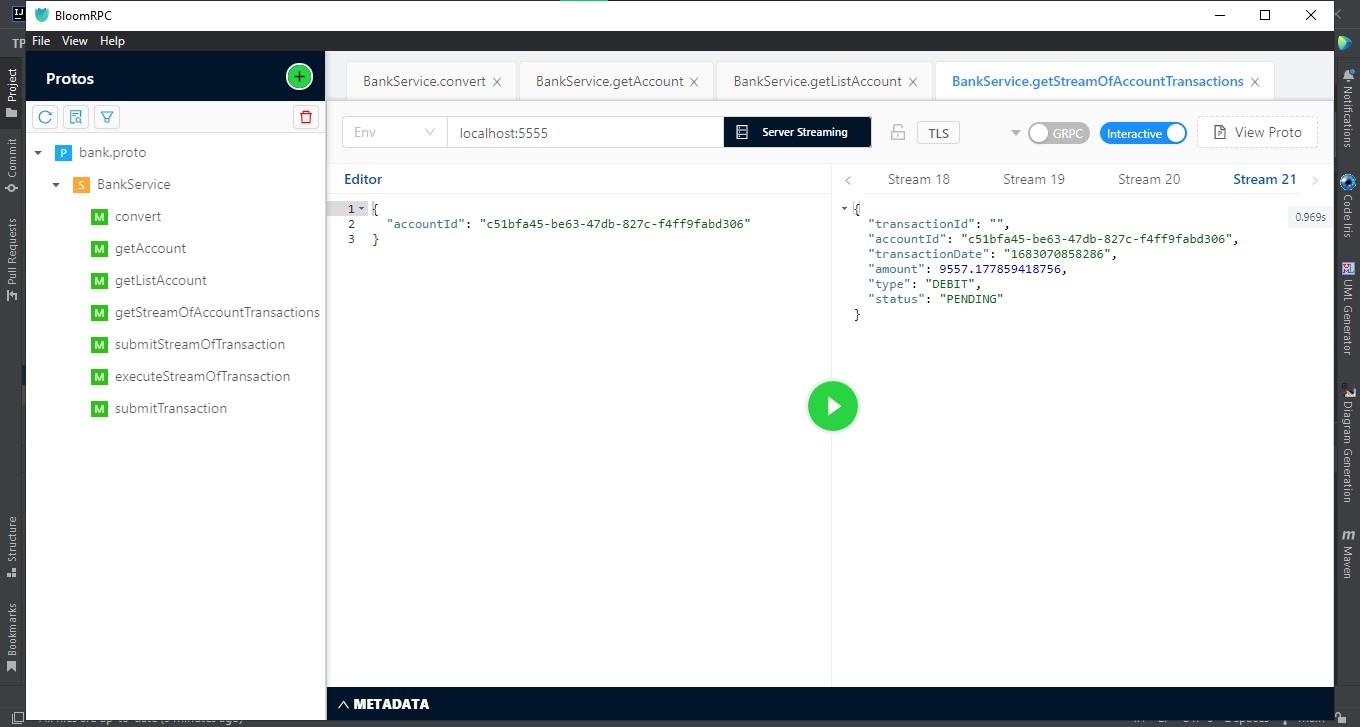 BloomRPC
File View Help
Protos
BankService.convert
BankService.getAccount
BankService.getListAccount
BankService.getStreamOfAccountTransactions
Env
localhost:5555
Server Streaming
TLS
GRPC
Interactive
View Proto
bank.proto
BankService
convert
getAccount
getListAccount
getStreamOfAccountTransactions
submitStreamOfTransaction
executeStreamOfTransaction
submitTransaction
Editor
1 {
2 "accountId": "c51bfa45-be63-47db-827c-f4ff9fabd306"
3 }
Stream 18 Stream 19 Stream 20 Stream 21
0.969s
{
"transactionId": "",
"accountId": "c51bfa45-be63-47db-827c-f4ff9fabd306",
"transactionDate": "1683070858286",
"amount": 9557.177859418756,
"type": "DEBIT",
"status": "PENDING"
}
METADATA
IJ
TP
Project
Commit
Pull Requests
Structure
Bookmarks
Notifications
Code Iris
UML Generator
Diagram Generation
Maven